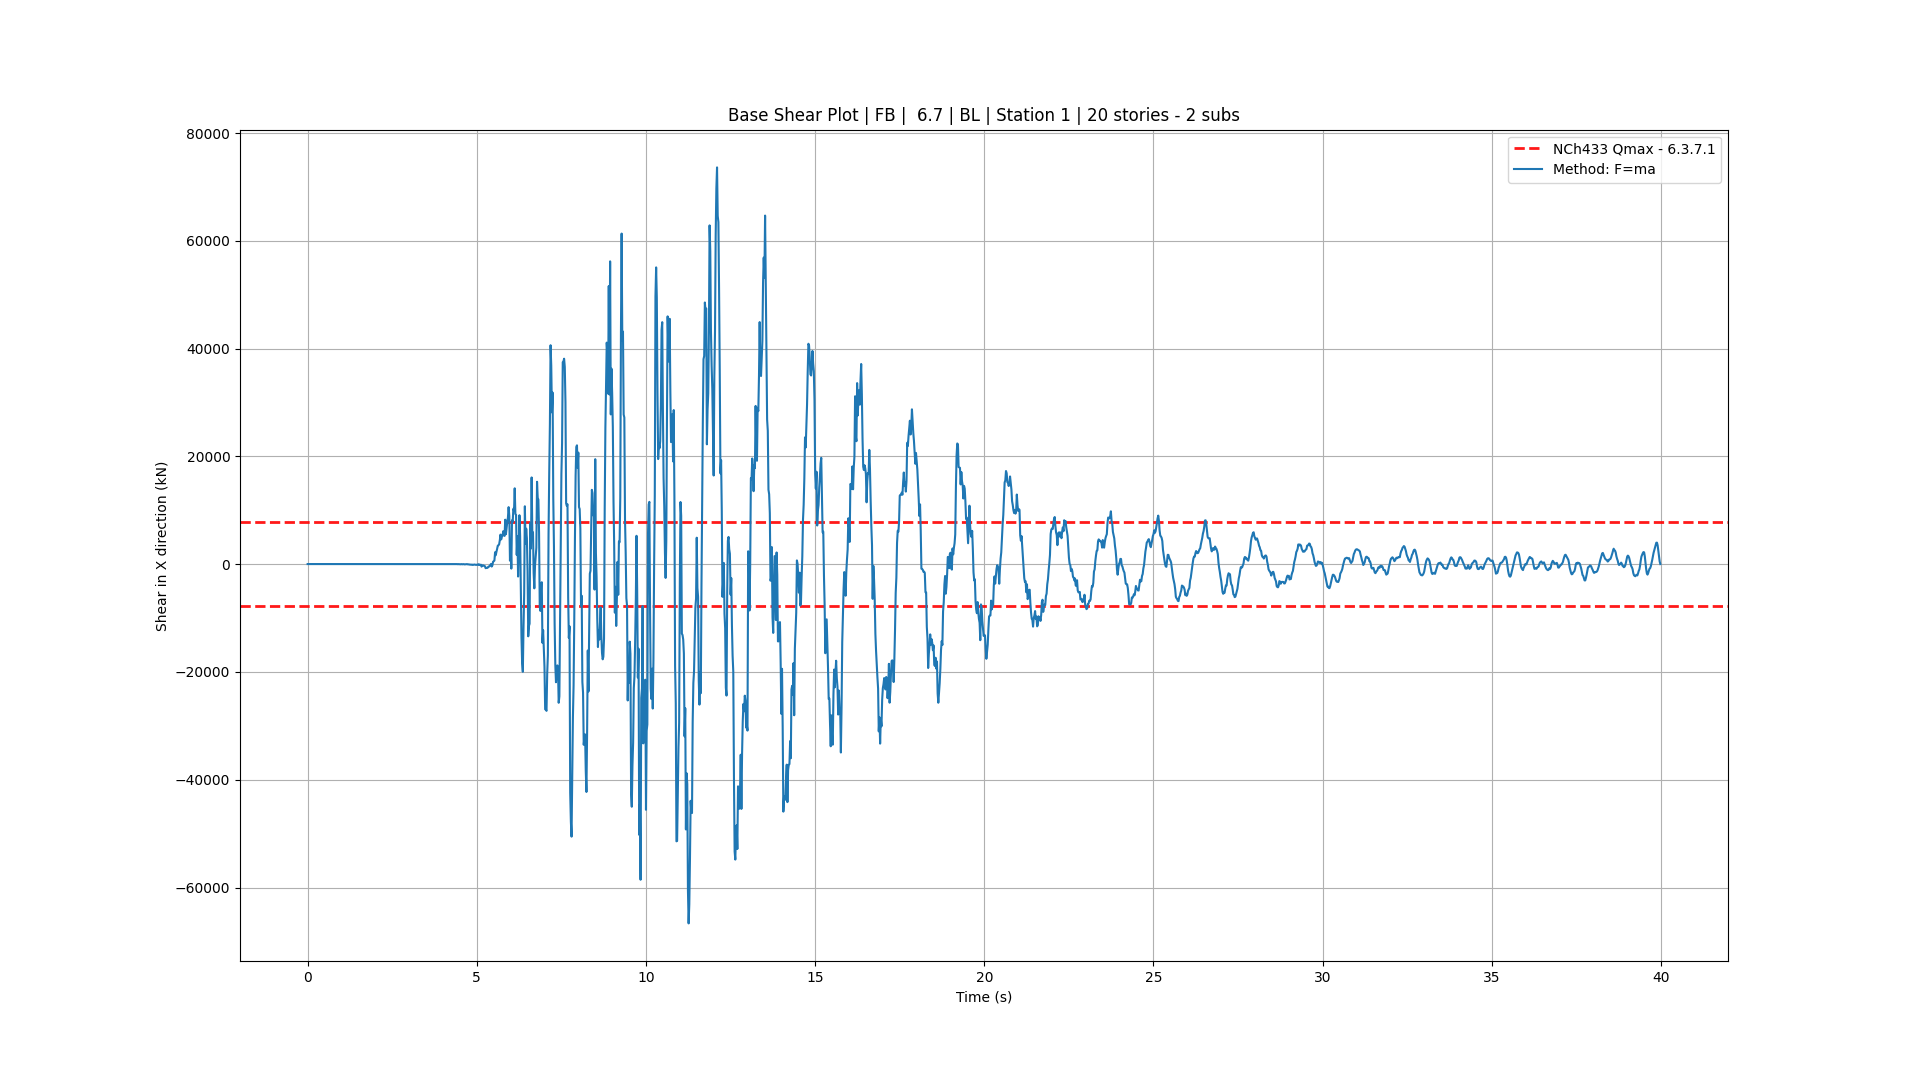 Base Shear Plot | FB |  6.7 | BL | Station 1 | 20 stories - 2 subs
NCh433 Qmax - 6.3.7.1
Method: F=ma
80000
60000
40000
20000
0
−20000
−40000
−60000
Shear in X direction (kN)
0 5 10 15 20 25 30 35 40
Time (s)